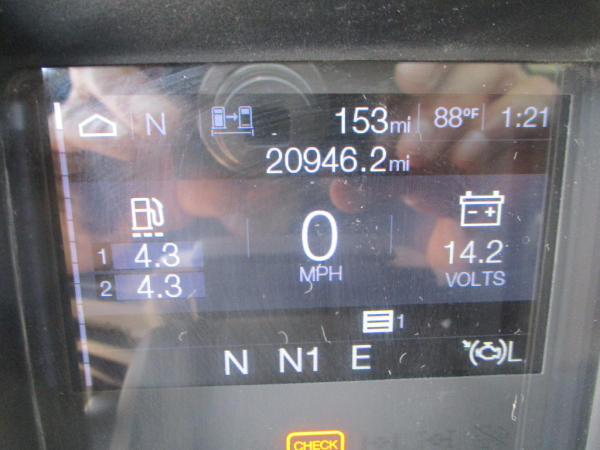 N 153mi 88°F 1:21
20946.2mi
1 4.3
2 4.3
0
MPH
14.2
VOLTS
1
N N1 E L
CHECK